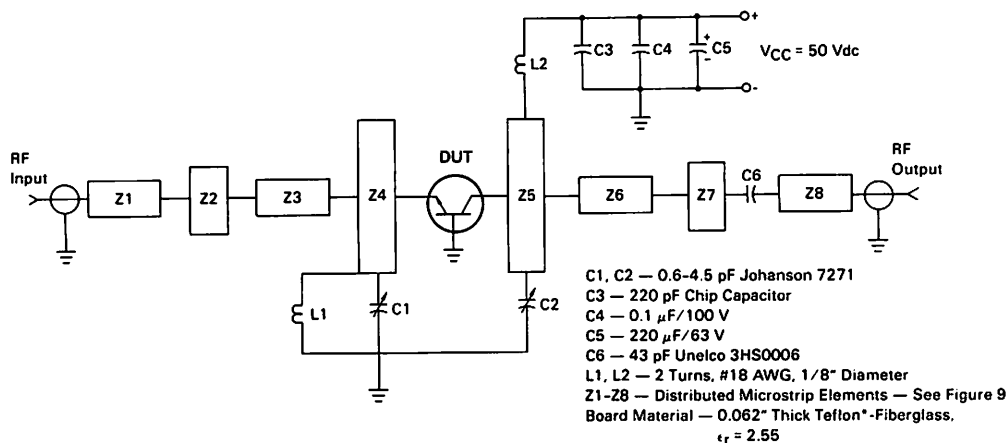 +
C3
C4
+
-
C5
VCC = 50 Vdc
L2
-
RF
Input
DUT
RF
Output
Z1
Z2
Z3
Z4
Z5
Z6
Z7
C6
Z8
L1
C1
C2
C1, C2 — 0.6-4.5 pF Johanson 7271
C3 — 220 pF Chip Capacitor
C4 — 0.1 μF/100 V
C5 — 220 μF/63 V
C6 — 43 pF Unelco 3HS0006
L1, L2 — 2 Turns, #18 AWG, 1/8" Diameter
Z1-Z8 — Distributed Microstrip Elements — See Figure 9
Board Material — 0.062" Thick Teflon*-Fiberglass,
εr = 2.55